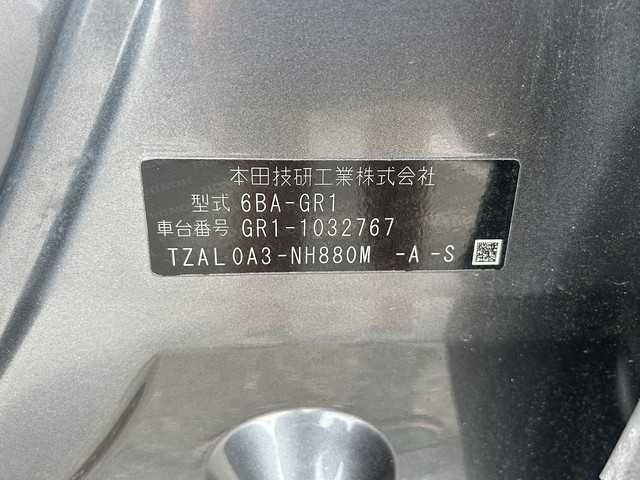 本田技研工業株式会社
型式 6BA-GR1
車台番号 GR1-1032767
TZAL0A3-NH880M -A-S